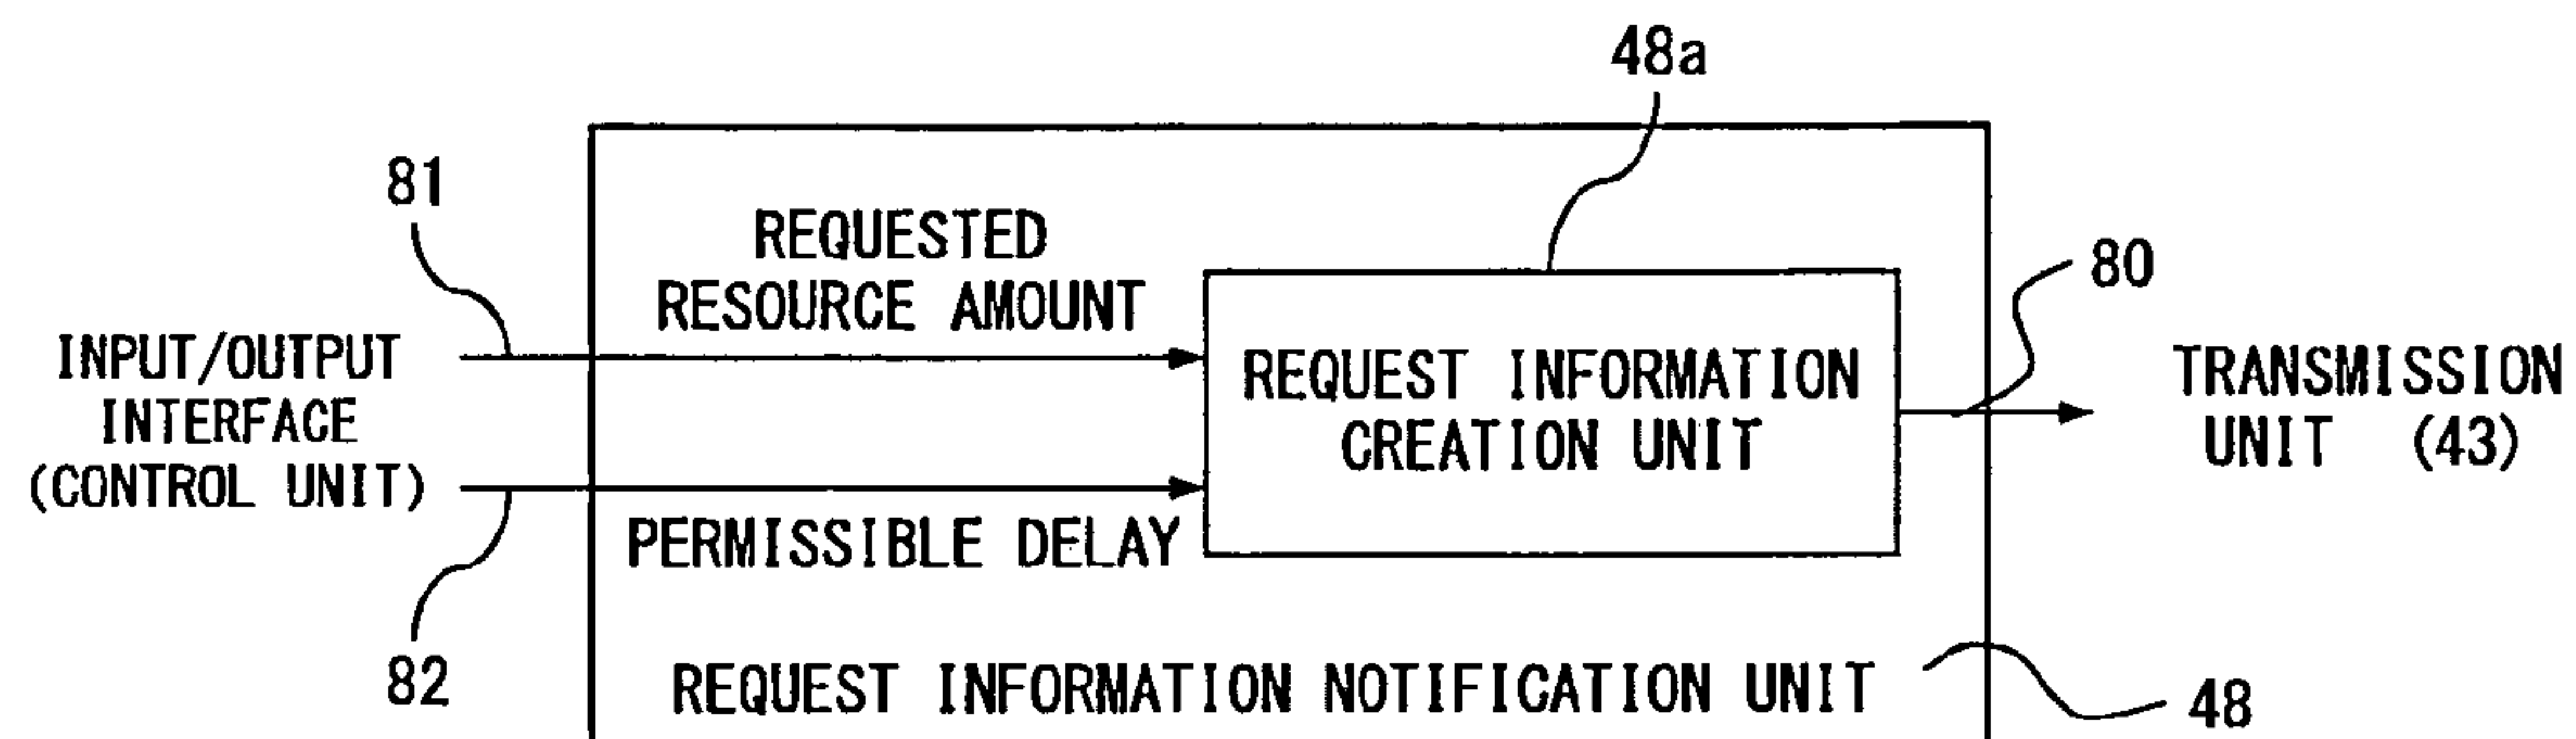 48a
81
REQUESTED
RESOURCE AMOUNT
80
INPUT/OUTPUT
INTERFACE
(CONTROL UNIT)
REQUEST INFORMATION
CREATION UNIT
TRANSMISSION
UNIT (43)
PERMISSIBLE DELAY
82
REQUEST INFORMATION NOTIFICATION UNIT
48